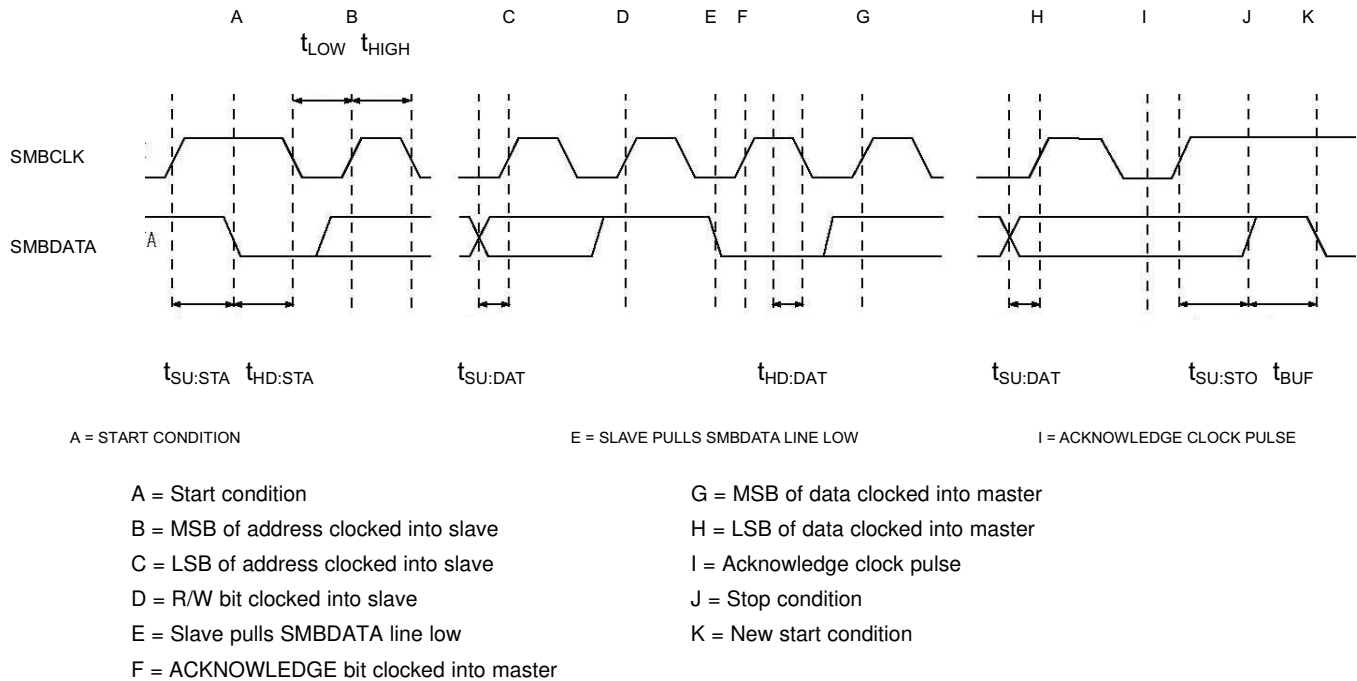 A B C D E F G H I J K
tLOW tHIGH
SMBCLK
SMBDATA
A
tSU:STA tHD:STA tSU:DAT tHD:DAT tSU:DAT tSU:STO tBUF
A = START CONDITION E = SLAVE PULLS SMBDATA LINE LOW I = ACKNOWLEDGE CLOCK PULSE
A = Start condition
B = MSB of address clocked into slave
C = LSB of address clocked into slave
D = R/W bit clocked into slave
E = Slave pulls SMBDATA line low
F = ACKNOWLEDGE bit clocked into master
G = MSB of data clocked into master
H = LSB of data clocked into master
I = Acknowledge clock pulse
J = Stop condition
K = New start condition